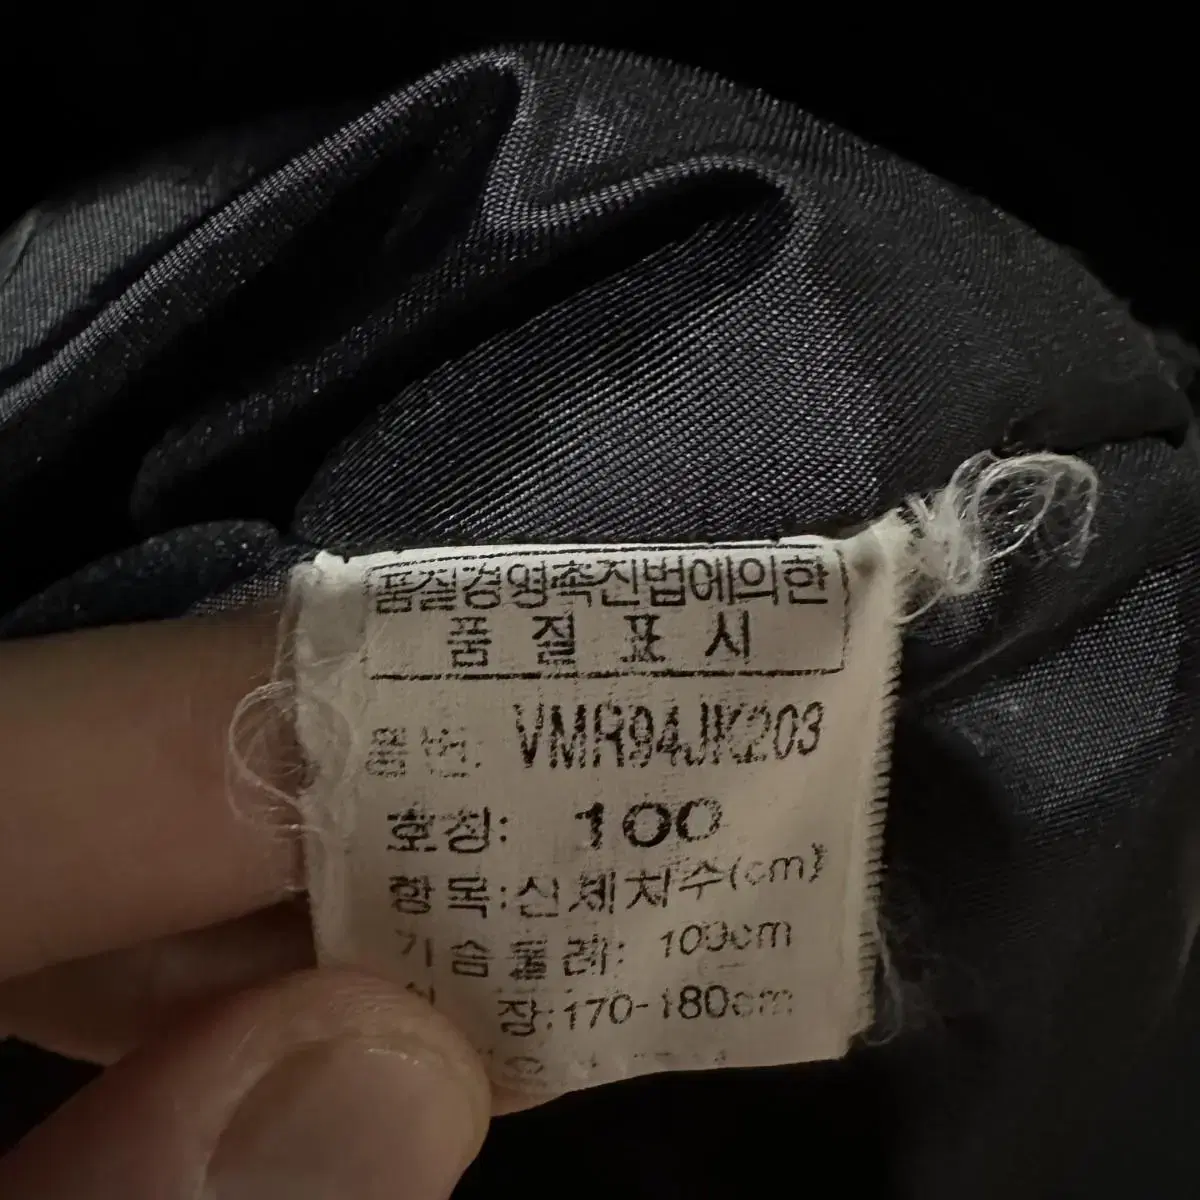 품질경영촉진법에의한
품 질 표 시
품번: VMR94JK203
호칭: 100
항목:신체치수(cm)
가슴둘레: 100cm
장:170-180cm